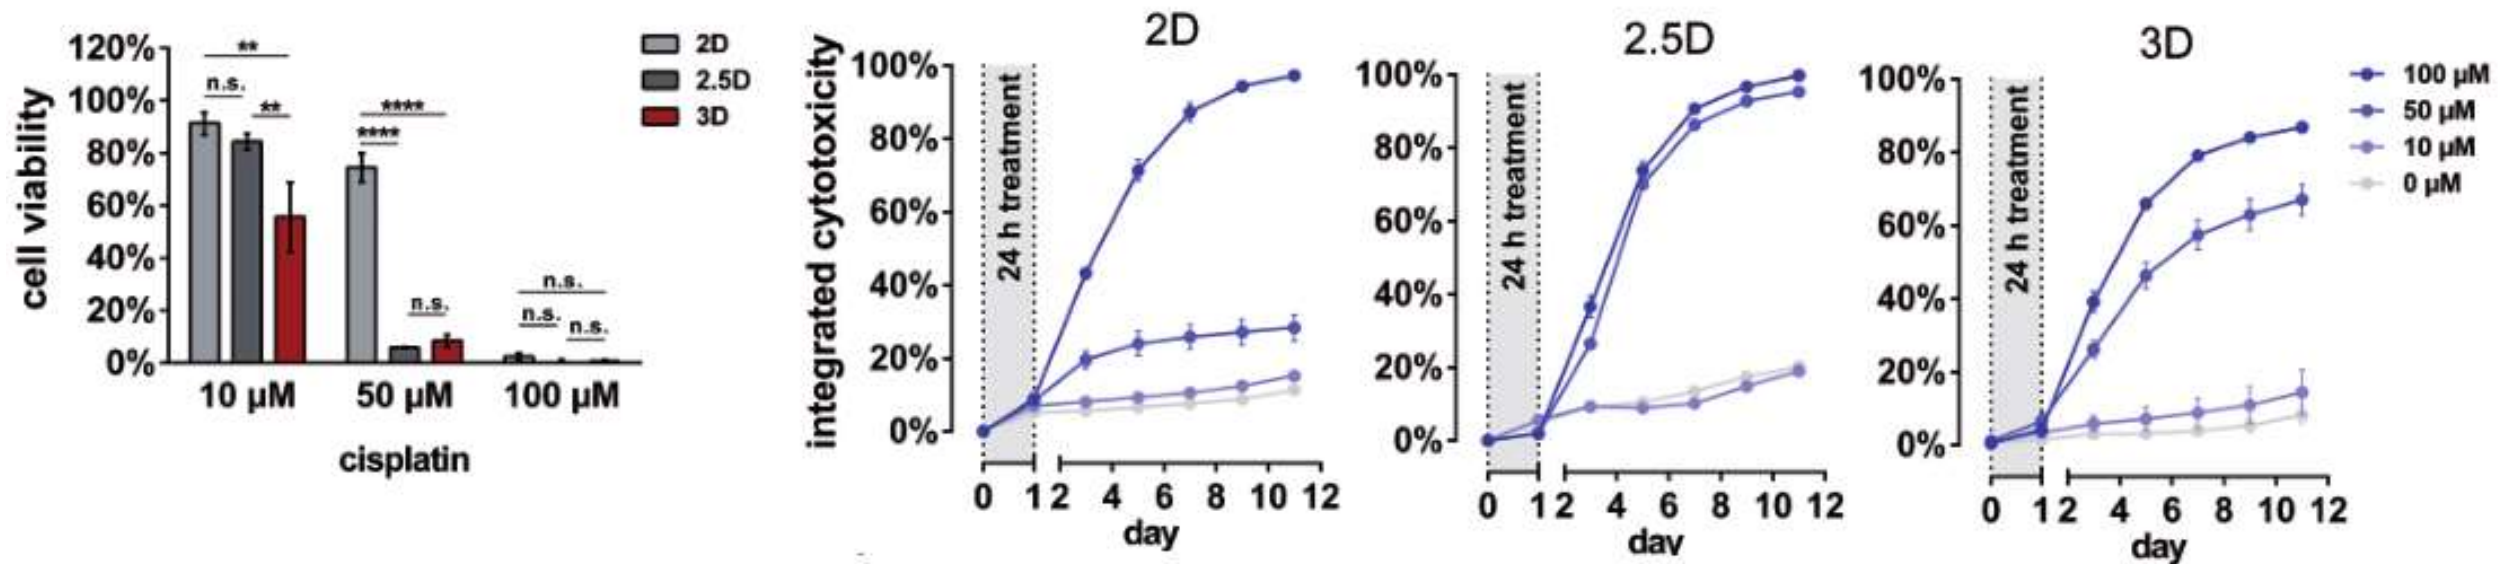 cell viability
120%
100%
80%
60%
40%
20%
0%
**
n.s.
**
****
****
n.s.
n.s.
n.s.
n.s.
10 µM 50 µM 100 µM
cisplatin
2D
2.5D
3D
integrated cytotoxicity
2D
100%
80%
60%
40%
20%
0%
24 h treatment
0 1 2 4 6 8 10 12
day
2.5D
100%
80%
60%
40%
20%
0%
24 h treatment
0 1 2 4 6 8 10 12
day
3D
100%
80%
60%
40%
20%
0%
24 h treatment
0 1 2 4 6 8 10 12
day
100 µM
50 µM
10 µM
0 µM